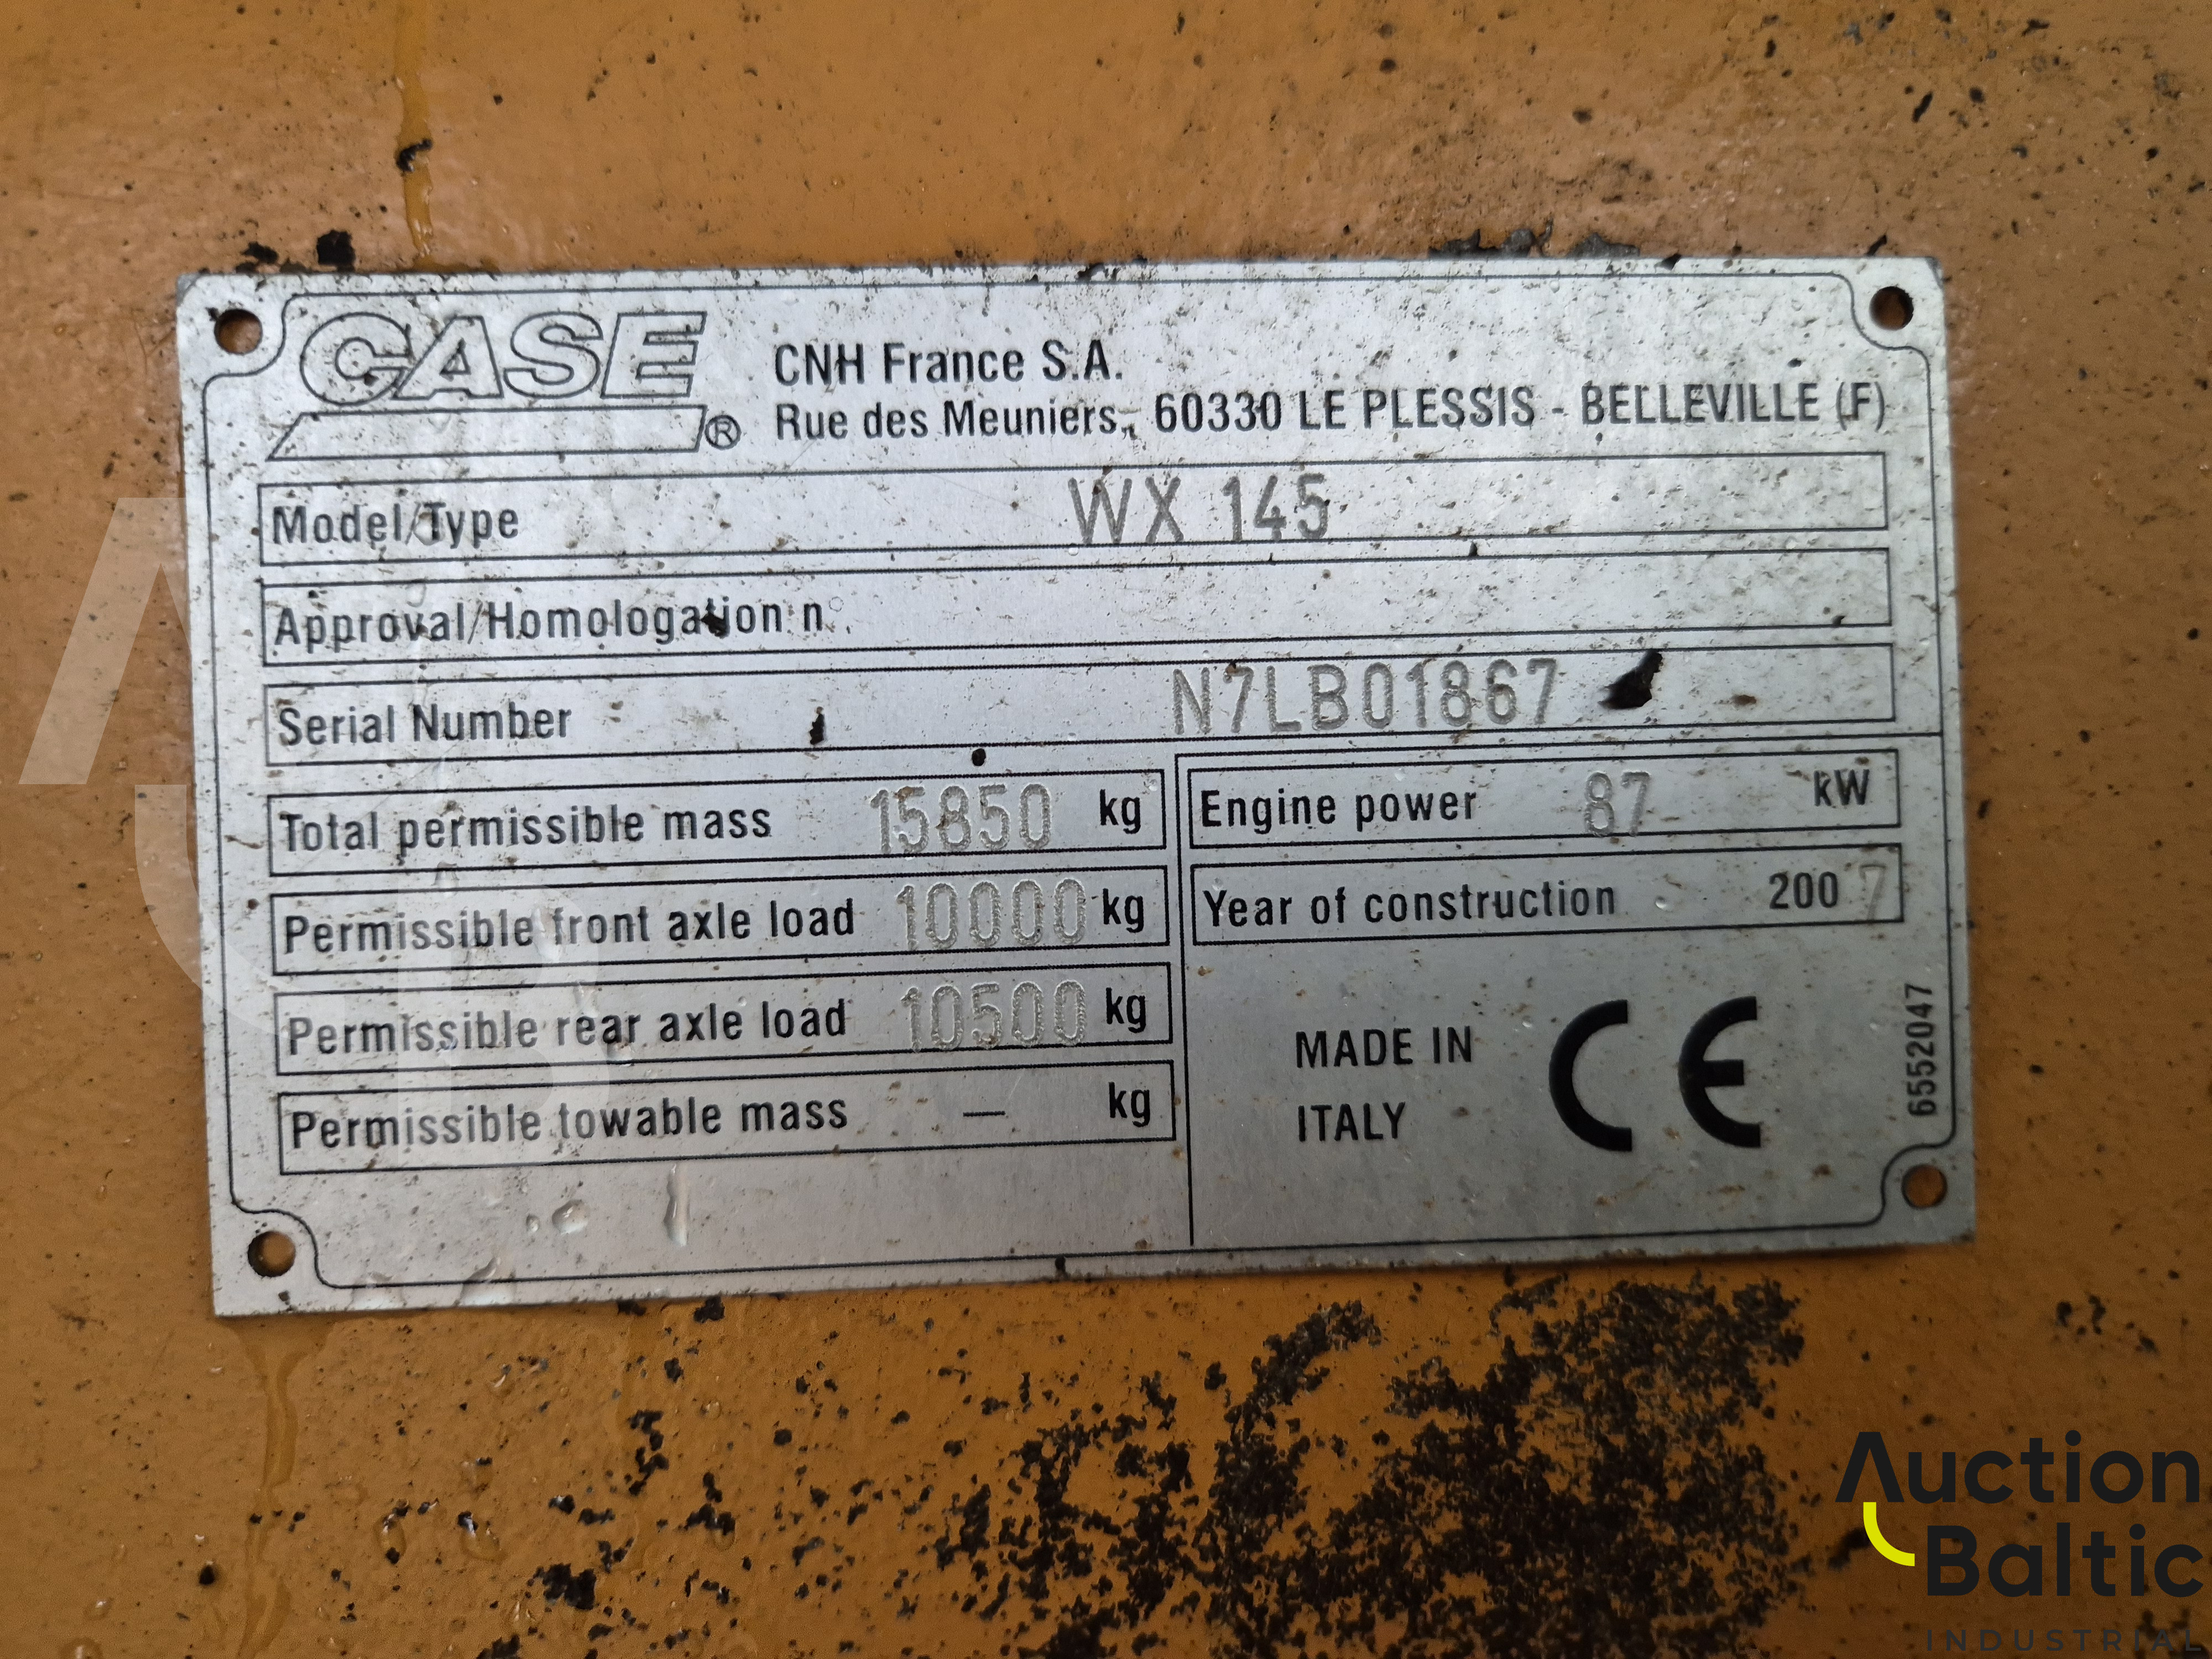 CASE®
CNH France S.A.
Rue des Meuniers, 60330 LE PLESSIS - BELLEVILLE (F)
Model/Type WX 145
Approval/Homologation n°
Serial Number N7LB01867
Total permissible mass 15850 kg
Engine power 87 kW
Permissible front axle load 10000 kg
Year of construction 2007
Permissible rear axle load 10500 kg
Permissible towable mass — kg
MADE IN
ITALY
CE
6552047
Auction
Baltic
INDUSTRIAL